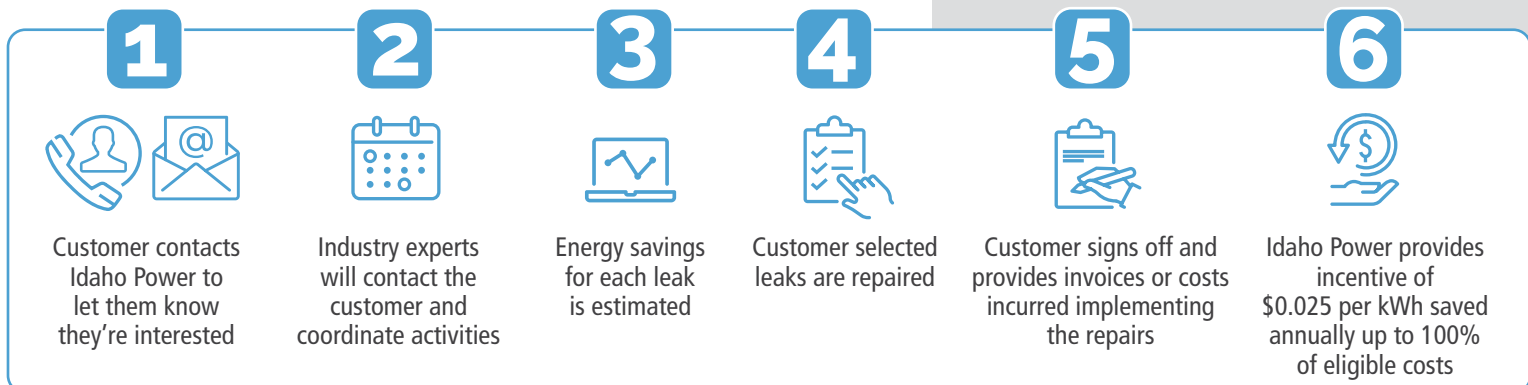 1
Customer contacts
Idaho Power to
let them know
they're interested
2
Industry experts
will contact the
customer and
coordinate activities
3
Energy savings
for each leak
is estimated
4
Customer selected
leaks are repaired
5
Customer signs off and
provides invoices or costs
incurred implementing
the repairs
6
Idaho Power provides
incentive of
$0.025 per kWh saved
annually up to 100%
of eligible costs
@
$